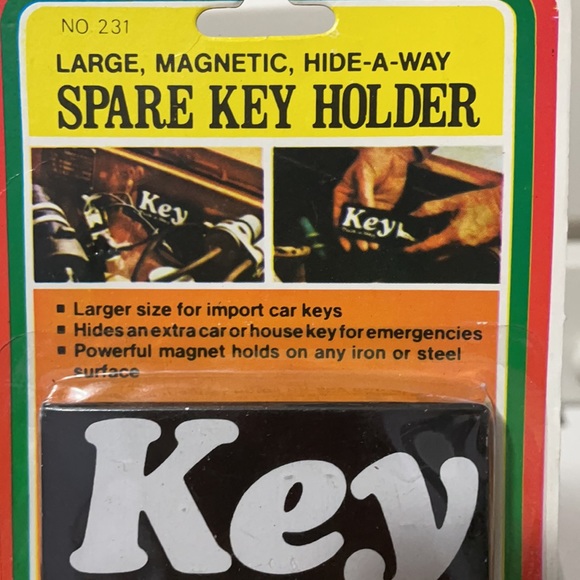 NO. 231
LARGE, MAGNETIC, HIDE-A-WAY
SPARE KEY HOLDER
Key
Key
Larger size for import car keys
Hides an extra car or house key for emergencies
Powerful magnet holds on any iron or steel
surface
Key